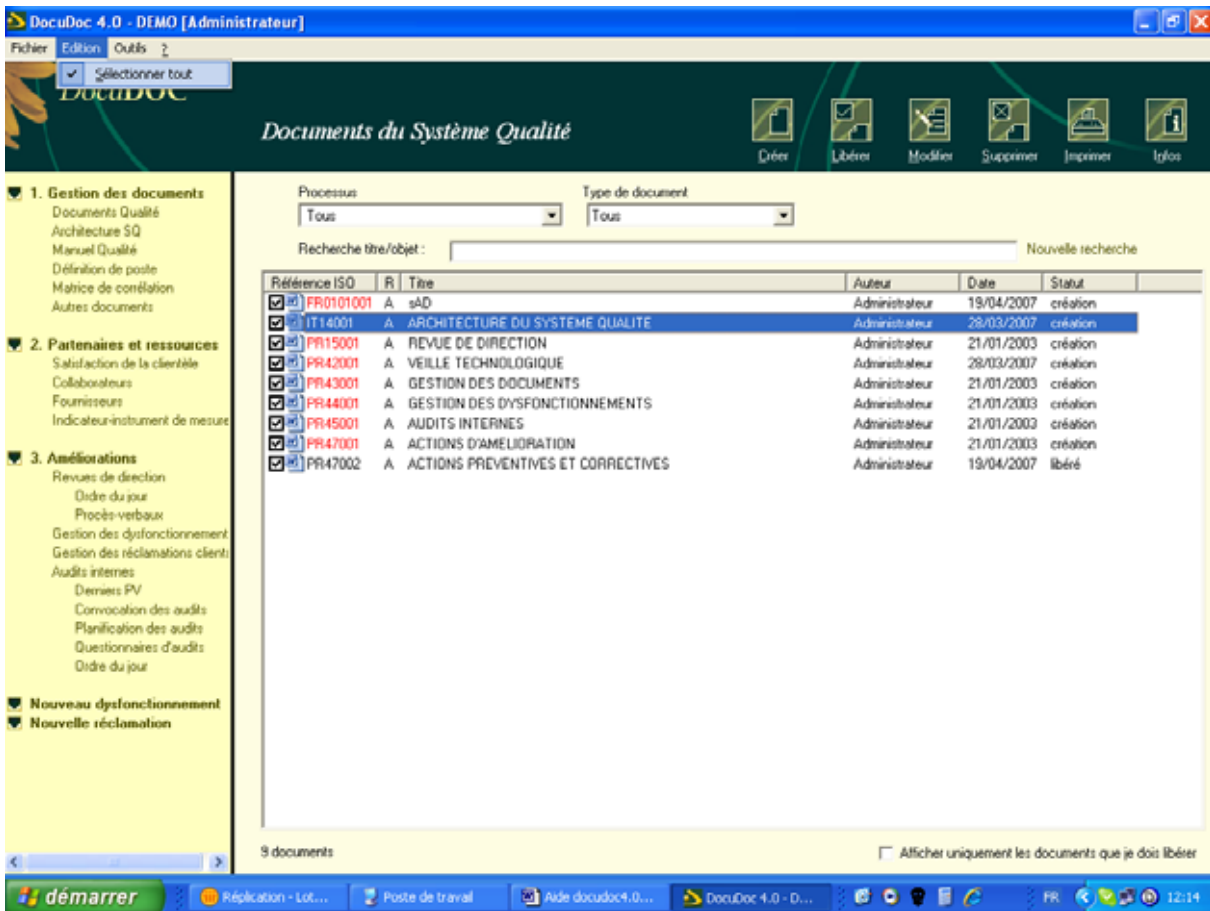 DocuDoc 4.0 - DEMO [Administrateur]
Fichier Edition Outils ?
Sélectionner tout
DocuDOC
Documents du Système Qualité
Créer Libérer Modifier Supprimer Imprimer Infos
1. Gestion des documents
Documents Qualité
Architecture SQ
Manuel Qualité
Définition de poste
Matrice de corrélation
Autres documents
2. Partenaires et ressources
Satisfaction de la clientèle
Collaborateurs
Fournisseurs
Indicateur-instrument de mesure
3. Améliorations
Revues de direction
Ordre du jour
Procès-verbaux
Gestion des dysfonctionnement
Gestion des réclamations clients
Audits internes
Derniers PV
Convocation des audits
Planification des audits
Questionnaires d'audits
Ordre du jour
Nouveau dysfonctionnement
Nouvelle réclamation
Processus Type de document
Tous Tous
Recherche titre/objet : Nouvelle recherche
Référence ISO R Titre Auteur Date Statut
FR0101001 A sAD Administrateur 19/04/2007 création
IT14001 A ARCHITECTURE DU SYSTEME QUALITE Administrateur 28/03/2007 création
PR15001 A REVUE DE DIRECTION Administrateur 21/01/2003 création
PR42001 A VEILLE TECHNOLOGIQUE Administrateur 28/03/2007 création
PR43001 A GESTION DES DOCUMENTS Administrateur 21/01/2003 création
PR44001 A GESTION DES DYSFONCTIONNEMENTS Administrateur 21/01/2003 création
PR45001 A AUDITS INTERNES Administrateur 21/01/2003 création
PR47001 A ACTIONS D'AMELIORATION Administrateur 21/01/2003 création
PR47002 A ACTIONS PREVENTIVES ET CORRECTIVES Administrateur 19/04/2007 libéré
9 documents Afficher uniquement les documents que je dois libérer
démarrer Réplication - Lot... Poste de travail Aide docudoc4.0... DocuDoc 4.0 - D... FR 12:14